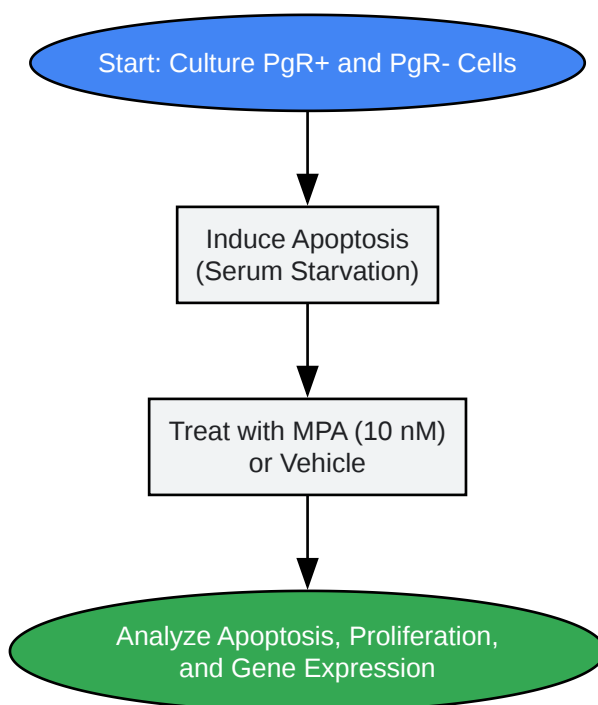 Start: Culture PgR+ and PgR- Cells
Induce Apoptosis
(Serum Starvation)
Treat with MPA (10 nM)
or Vehicle
Analyze Apoptosis, Proliferation,
and Gene Expression